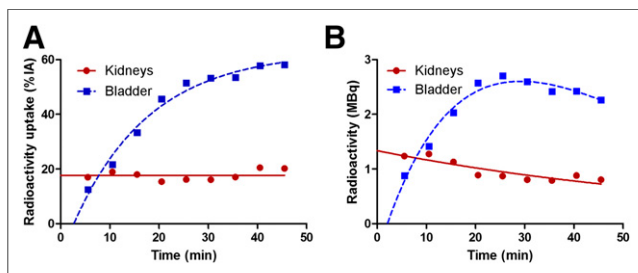 A
Radioactivity uptake (%IA)
60
40
20
0
Kidneys
Bladder
0 10 20 30 40 50
Time (min)
B
Radioactivity (MBq)
3
2
1
0
Kidneys
Bladder
0 10 20 30 40 50
Time (min)